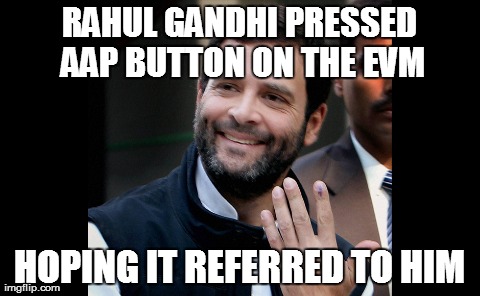 RAHUL GANDHI PRESSED
AAP BUTTON ON THE EVM
HOPING IT REFERRED TO HIM
imgflip.com